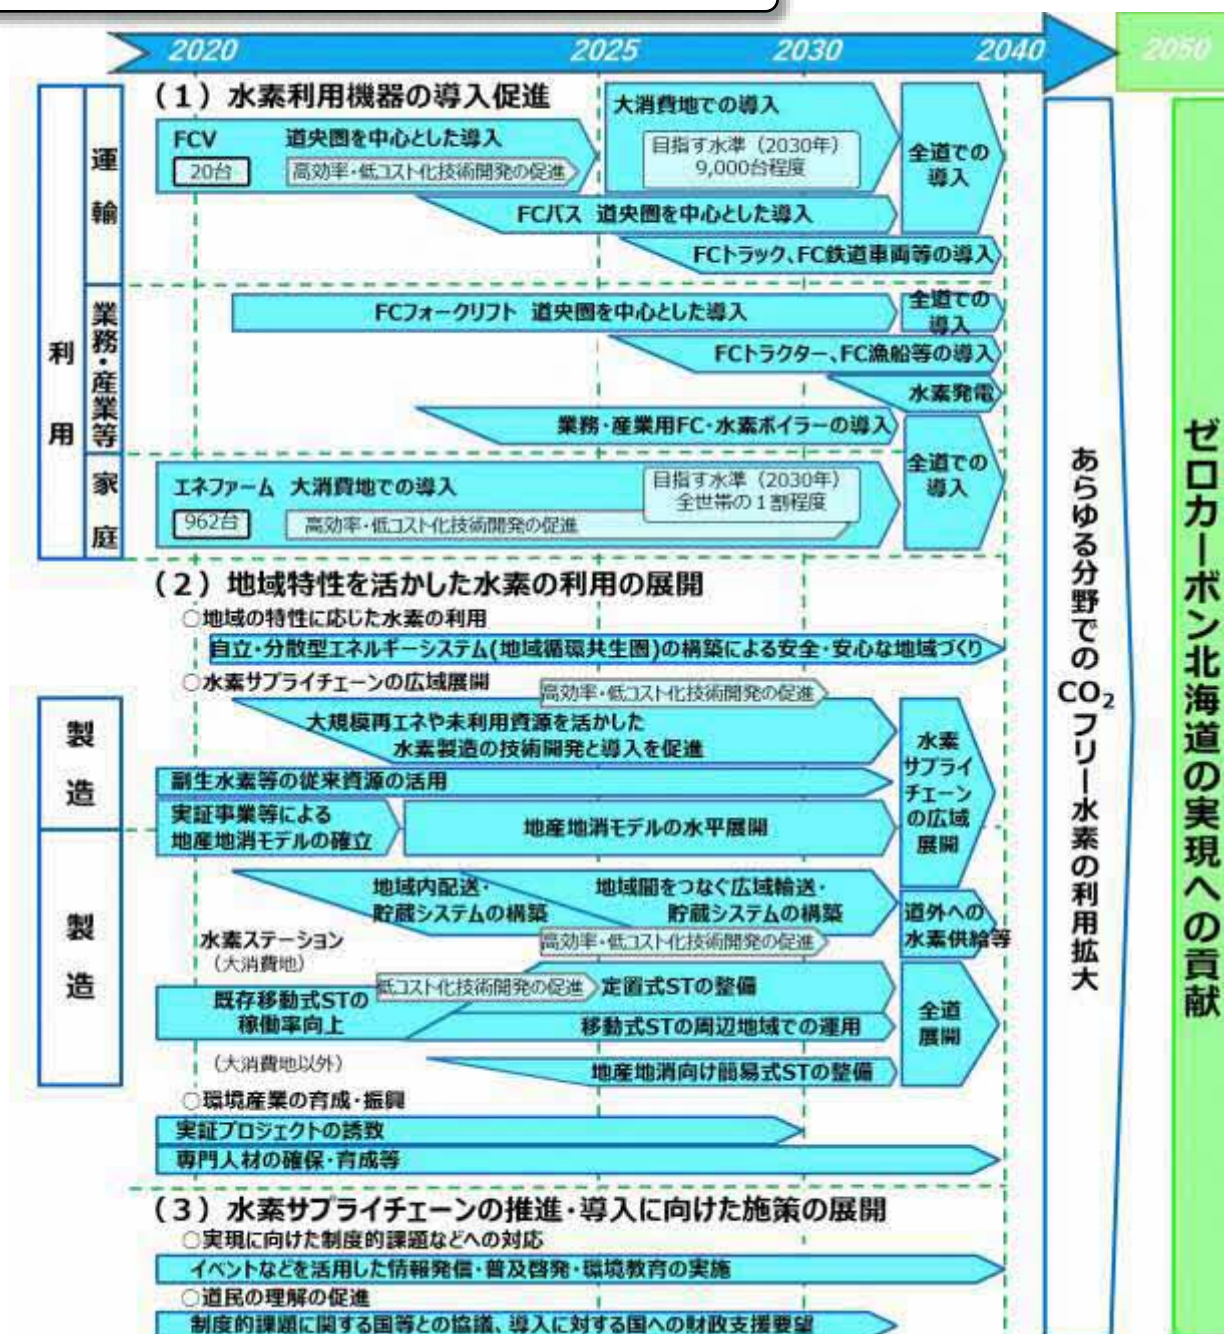 2020
2025
2030
2040
2050
利用
運輸
業務・産業等
家庭
(1)水素利用機器の導入促進
FCV 道央圏を中心とした導入
20台
高効率・低コスト化技術開発の促進
大消費地での導入
目指す水準(2030年)
9,000台程度
全道での
導入
FCバス 道央圏を中心とした導入
FCトラック、FC鉄道車両等の導入
FCフォークリフト 道央圏を中心とした導入
全道での
導入
FCトラクター、FC漁船等の導入
水素発電
業務・産業用FC・水素ボイラーの導入
全道での
導入
エネファーム 大消費地での導入
962台
高効率・低コスト化技術開発の促進
目指す水準(2030年)
全世帯の1割程度
(2)地域特性を活かした水素の利用の展開
○地域の特性に応じた水素の利用
自立・分散型エネルギーシステム(地域循環共生圏)の構築による安全・安心な地域づくり
○水素サプライチェーンの広域展開
高効率・低コスト化技術開発の促進
製造
大規模再エネや未利用資源を活かした
水素製造の技術開発と導入を促進
副生水素等の従来資源の活用
実証事業等による
地産地消モデルの確立
地産地消モデルの水平展開
水素
サプライ
チェーン
の広域
展開
製造
地域内配送・
貯蔵システムの構築
地域間をつなぐ広域輸送・
貯蔵システムの構築
道外への
水素供給等
高効率・低コスト化技術開発の促進
水素ステーション
(大消費地)
低コスト化技術開発の促進
定置式STの整備
既存移動式STの
稼働率向上
移動式STの周辺地域での運用
全道
展開
(大消費地以外)
地産地消向け簡易式STの整備
○環境産業の育成・振興
実証プロジェクトの誘致
専門人材の確保・育成等
(3)水素サプライチェーンの推進・導入に向けた施策の展開
○実現に向けた制度的課題などへの対応
イベントなどを活用した情報発信・普及啓発・環境教育の実施
○道民の理解の促進
制度的課題に関する国等との協議、導入に対する国への財政支援要望
あらゆる分野でのCO2フリー水素の利用拡大
ゼロカーボン北海道の実現への貢献